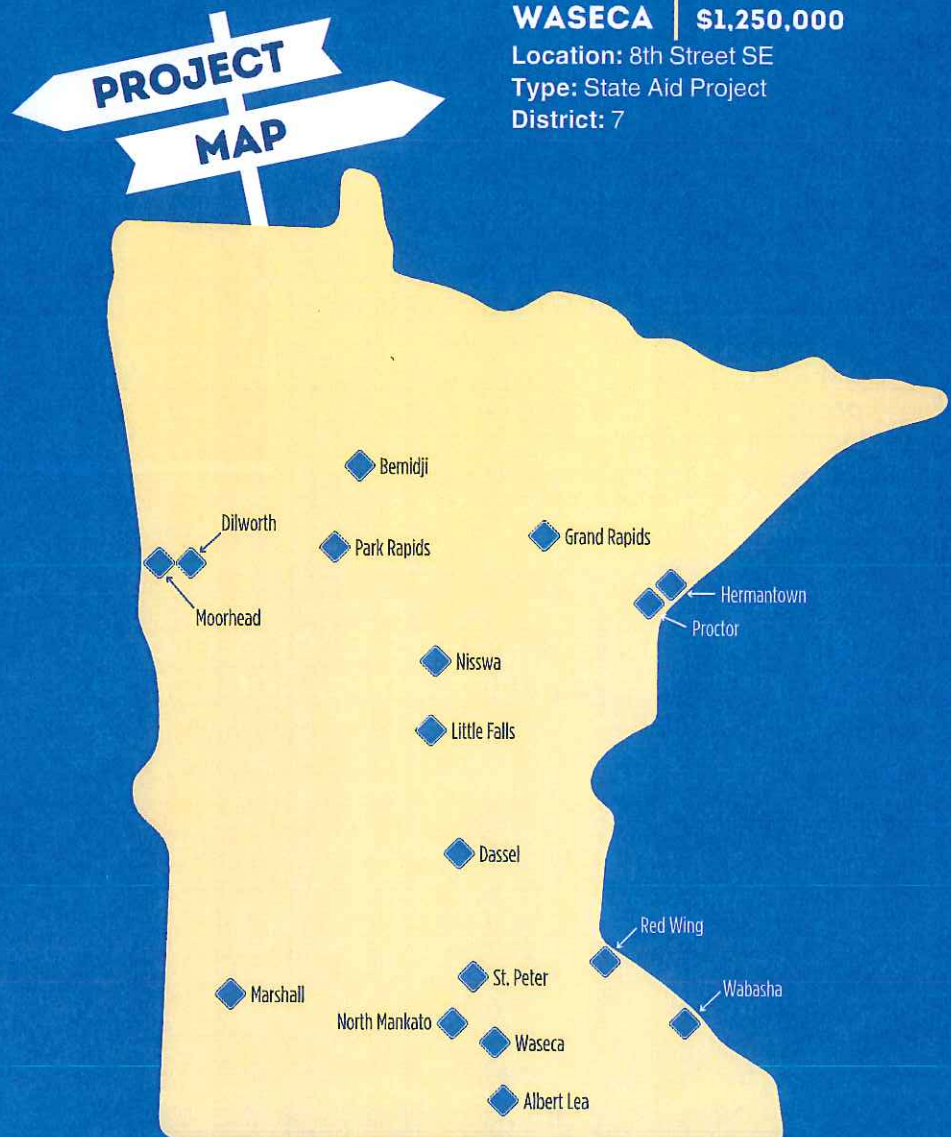 PROJECT
MAP
WASECA | $1,250,000
Location: 8th Street SE
Type: State Aid Project
District: 7
Bemidji
Dilworth
Park Rapids
Grand Rapids
Moorhead
Hermantown
Proctor
Nisswa
Little Falls
Dassel
Red Wing
St. Peter
Marshall
Wabasha
North Mankato
Waseca
Albert Lea